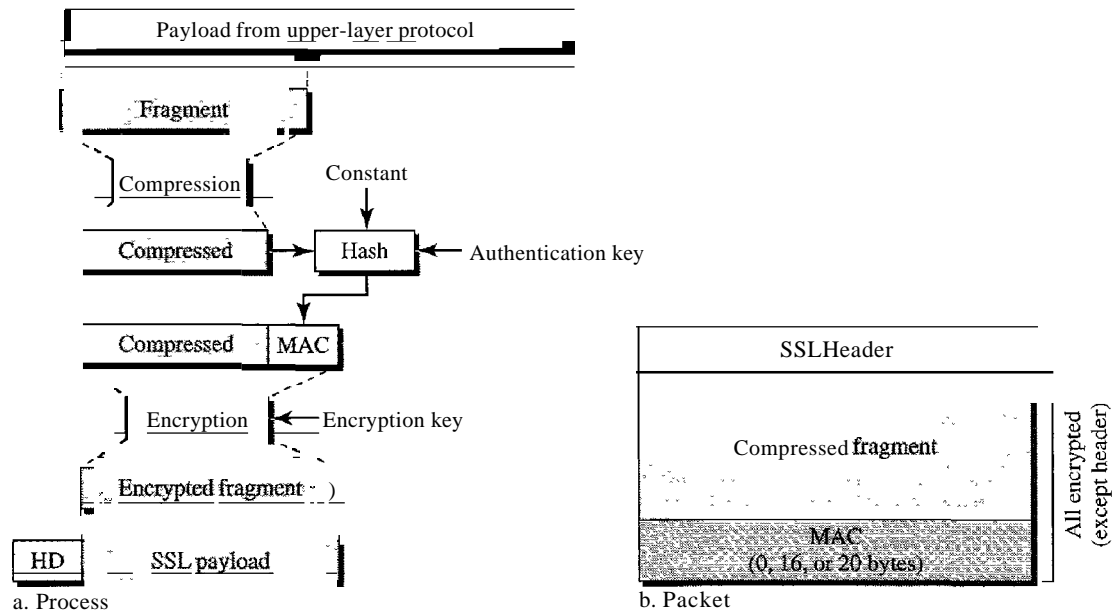 Payload from upper-layer protocol
Fragment
Compression
Constant
Compressed
Hash
Authentication key
Compressed
MAC
Encryption
Encryption key
Encrypted fragment
HD
SSL payload
a. Process
SSLHeader
Compressed fragment
MAC
(0, 16, or 20 bytes)
All encrypted
(except header)
b. Packet